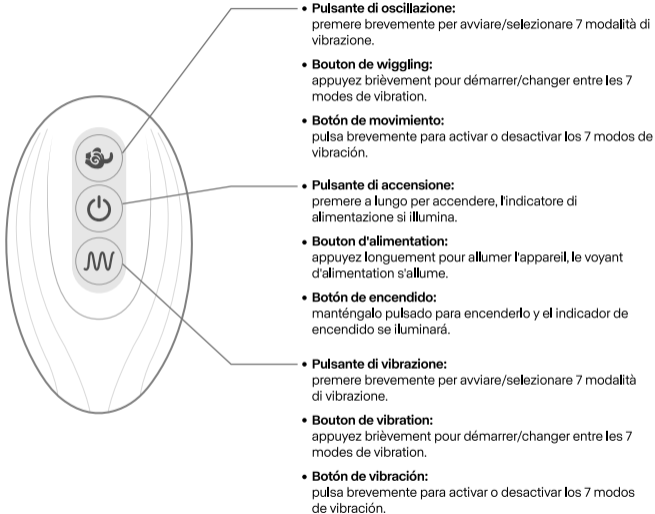 • Pulsante di oscillazione:
premere brevemente per avviare/selezionare 7 modalità di
vibrazione.
• Bouton de wiggling:
appuyez brièvement pour démarrer/changer entre les 7
modes de vibration.
• Botón de movimiento:
pulsa brevemente para activar o desactivar los 7 modos de
vibración.
• Pulsante di accensione:
premere a lungo per accendere, l'indicatore di
alimentazione si illumina.
• Bouton d'alimentation:
appuyez longuement pour allumer l'appareil, le voyant
d'alimentation s'allume.
• Botón de encendido:
manténgalo pulsado para encenderlo y el indicador de
encendido se iluminará.
• Pulsante di vibrazione:
premere brevemente per avviare/selezionare 7 modalità
di vibrazione.
• Bouton de vibration:
appuyez brièvement pour démarrer/changer entre les 7
modes de vibration.
• Botón de vibración:
pulsa brevemente para activar o desactivar los 7 modos
de vibración.